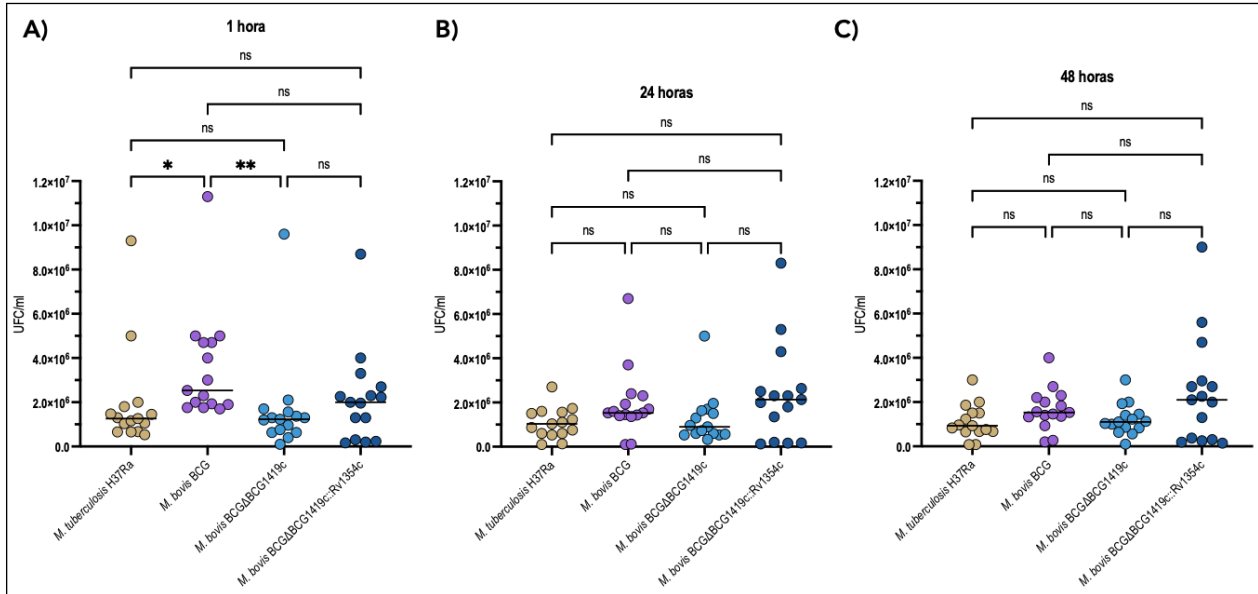 A)
1 hora
ns
ns
ns
* ** ns
UFC/ml
1.2×10⁷
1.0×10⁷
8.0×10⁶
6.0×10⁶
4.0×10⁶
2.0×10⁶
0.0
M. tuberculosis H37Ra
M. bovis BCG
M. bovis BCGΔBCG1419c
M. bovis BCGΔBCG1419c::Rv1354c
B)
24 horas
ns
ns
ns
ns ns ns
UFC/ml
1.2×10⁷
1.0×10⁷
8.0×10⁶
6.0×10⁶
4.0×10⁶
2.0×10⁶
0.0
M. tuberculosis H37Ra
M. bovis BCG
M. bovis BCGΔBCG1419c
M. bovis BCGΔBCG1419c::Rv1354c
C)
48 horas
ns
ns
ns
ns ns ns
UFC/ml
1.2×10⁷
1.0×10⁷
8.0×10⁶
6.0×10⁶
4.0×10⁶
2.0×10⁶
0.0
M. tuberculosis H37Ra
M. bovis BCG
M. bovis BCGΔBCG1419c
M. bovis BCGΔBCG1419c::Rv1354c